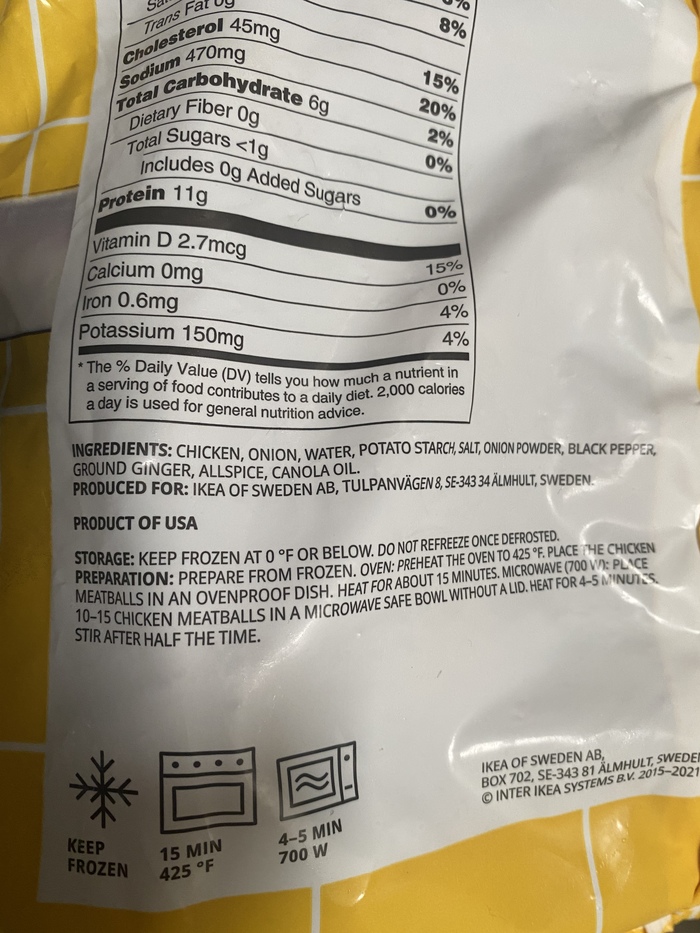 Trans Fat 0g
8%
Cholesterol 45mg
15%
Sodium 470mg
20%
Total Carbohydrate 6g
2%
Dietary Fiber 0g
0%
Total Sugars <1g
Includes 0g Added Sugars
0%
Protein 11g
Vitamin D 2.7mcg
15%
Calcium 0mg
0%
Iron 0.6mg
4%
Potassium 150mg
4%
* The % Daily Value (DV) tells you how much a nutrient in
a serving of food contributes to a daily diet. 2,000 calories
a day is used for general nutrition advice.
INGREDIENTS: CHICKEN, ONION, WATER, POTATO STARCH, SALT, ONION POWDER, BLACK PEPPER,
GROUND GINGER, ALLSPICE, CANOLA OIL.
PRODUCED FOR: IKEA OF SWEDEN AB, TULPANVÄGEN 8, SE-343 34 ÄLMHULT, SWEDEN.
PRODUCT OF USA
STORAGE: KEEP FROZEN AT 0 °F OR BELOW. DO NOT REFREEZE ONCE DEFROSTED.
PREPARATION: PREPARE FROM FROZEN. OVEN: PREHEAT THE OVEN TO 425 °F. PLACE THE CHICKEN
MEATBALLS IN AN OVENPROOF DISH. HEAT FOR ABOUT 15 MINUTES. MICROWAVE (700 W): PLACE
10–15 CHICKEN MEATBALLS IN A MICROWAVE SAFE BOWL WITHOUT A LID. HEAT FOR 4–5 MINUTES.
STIR AFTER HALF THE TIME.
KEEP
FROZEN
15 MIN
425 °F
4–5 MIN
700 W
IKEA OF SWEDEN AB,
BOX 702, SE-343 81 ÄLMHULT, SWEDEN
© INTER IKEA SYSTEMS B.V. 2015–2021